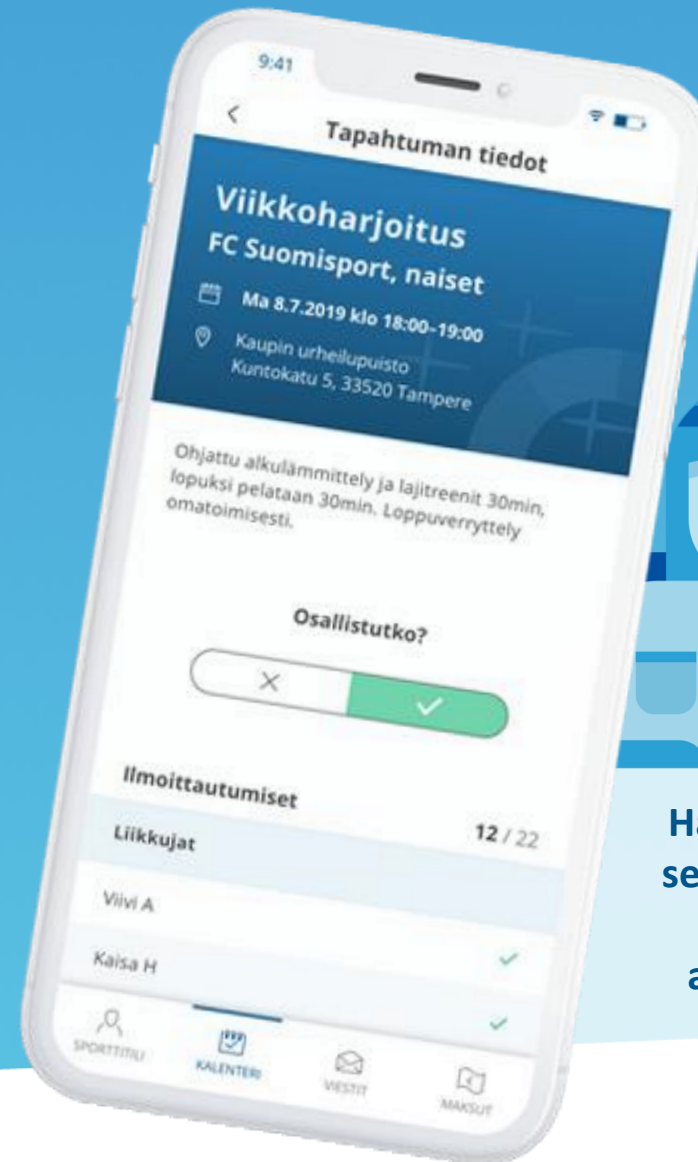 9:41
Tapahtuman tiedot
Viikkoharjoitus
FC Suomisport, naiset
Ma 8.7.2019 klo 18:00–19:00
Kaupin urheilupuisto
Kuntokatu 5, 33520 Tampere
Ohjattu alkulämmittely ja lajitreenit 30min,
lopuksi pelataan 30min. Loppuverryttely
omatoimisesti.
Osallistutko?
Ilmoittautumiset 12 / 22
Liikkujat
Viivi A
Kaisa H
SPORTTITILI KALENTERI VIESTIT MAKSUT